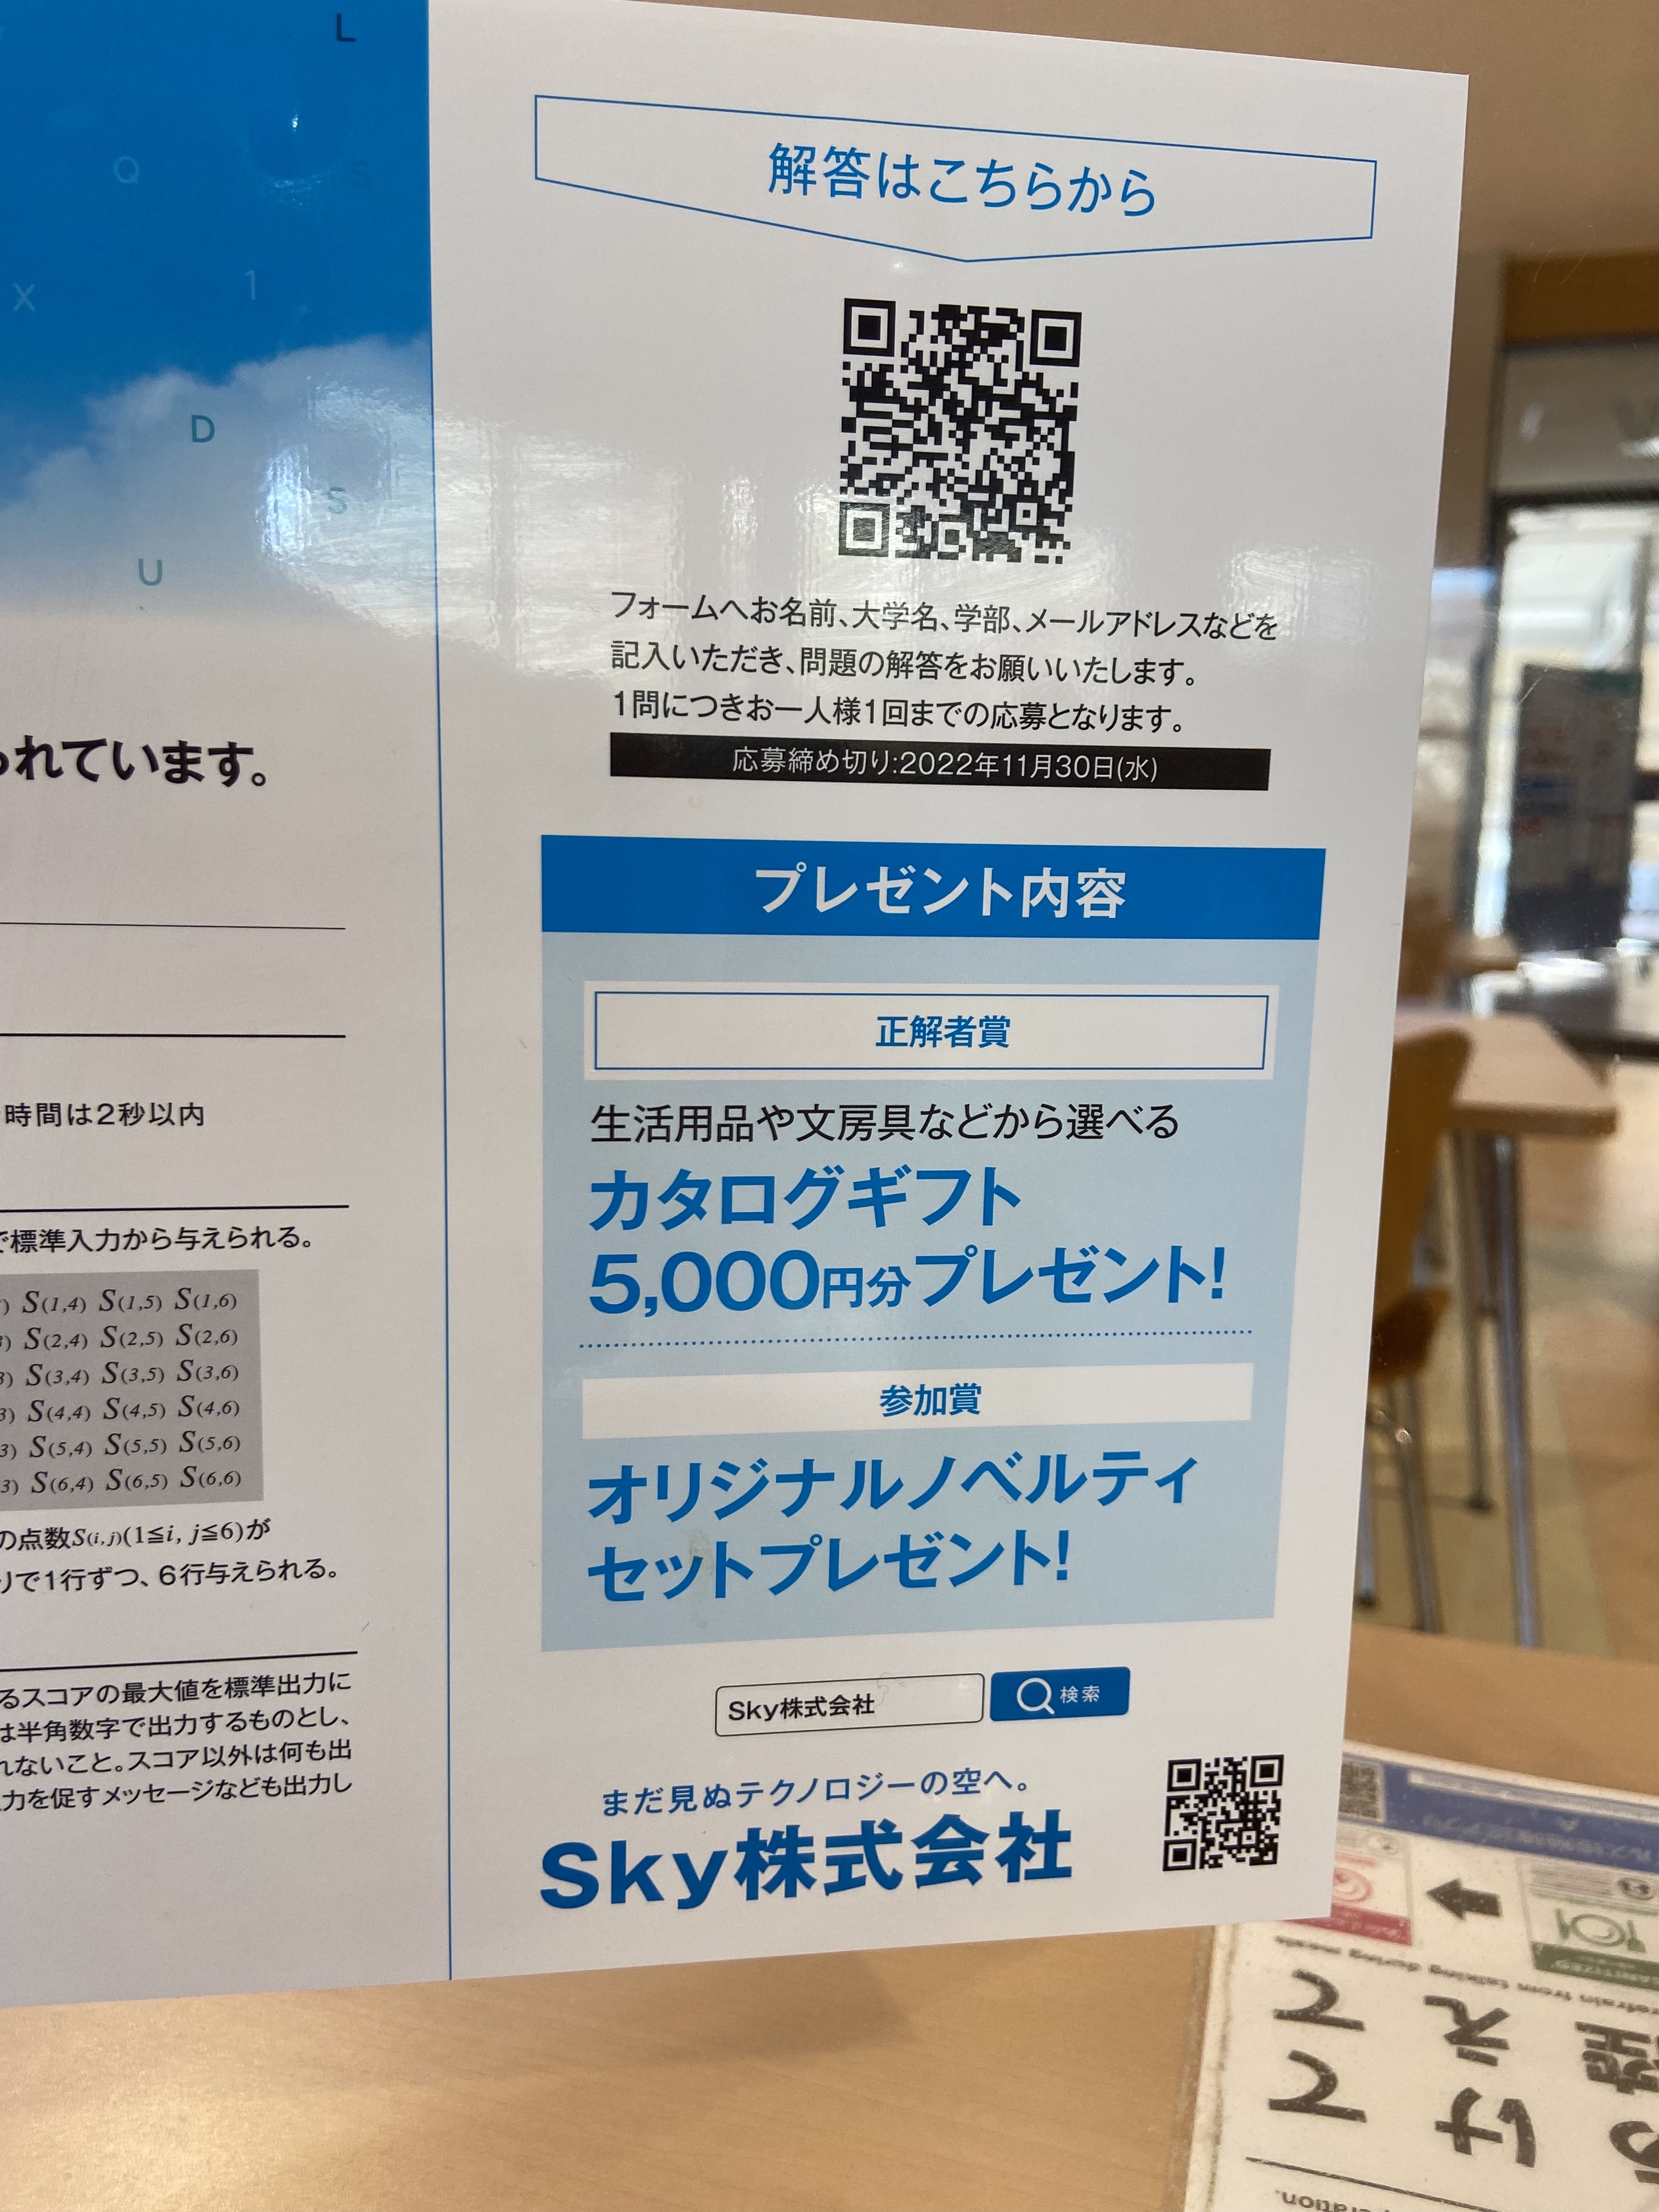 L
Q
S
X
1
D
S
U
られています。
時間は2秒以内
で標準入力から与えられる。
S(1,4) S(1,5) S(1,6)
S(2,4) S(2,5) S(2,6)
S(3,4) S(3,5) S(3,6)
S(4,4) S(4,5) S(4,6)
S(5,4) S(5,5) S(5,6)
S(6,4) S(6,5) S(6,6)
の点数S(i,j)(1≦i, j≦6)が
りで1行ずつ、6行与えられる。
るスコアの最大値を標準出力に
は半角数字で出力するものとし、
れないこと。スコア以外は何も出
力を促すメッセージなども出力し
解答はこちらから
フォームへお名前、大学名、学部、メールアドレスなどを
記入いただき、問題の解答をお願いいたします。
1問につきお一人様1回までの応募となります。
応募締め切り:2022年11月30日(水)
プレゼント内容
正解者賞
生活用品や文房具などから選べる
カタログギフト
5,000円分プレゼント!
参加賞
オリジナルノベルティ
セットプレゼント!
Sky株式会社
検索
まだ見ぬテクノロジーの空へ。
Sky株式会社
refrain from talking during meals
て え
て け